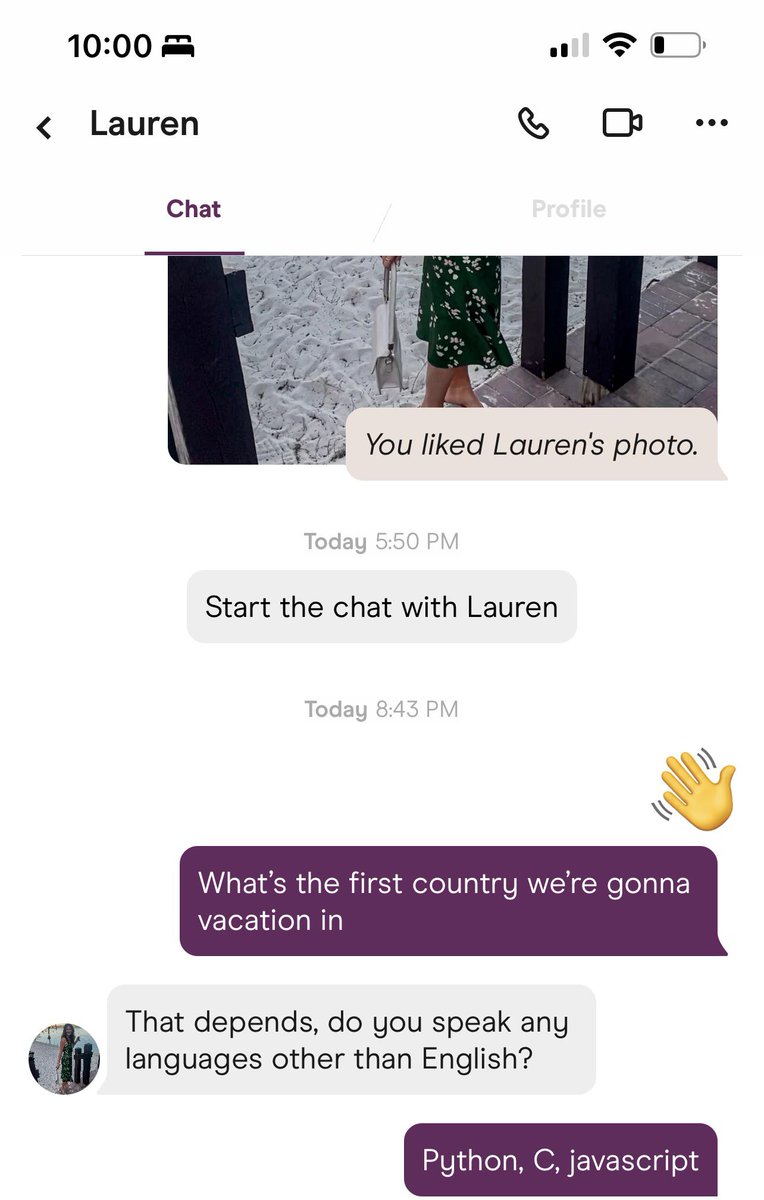 10:00
Lauren
Chat
Profile
You liked Lauren's photo.
Today 5:50 PM
Start the chat with Lauren
Today 8:43 PM
What’s the first country we’re gonna
vacation in
That depends, do you speak any
languages other than English?
Python, C, javascript